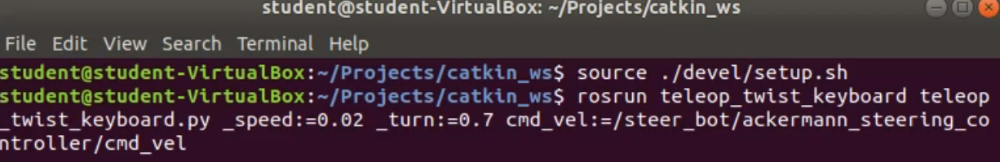 student@student-VirtualBox: ~/Projects/catkin_ws
File Edit View Search Terminal Help
student@student-VirtualBox:~/Projects/catkin_ws$ source ./devel/setup.sh
student@student-VirtualBox:~/Projects/catkin_ws$ rosrun teleop_twist_keyboard teleop
_twist_keyboard.py _speed:=0.02 _turn:=0.7 cmd_vel:=/steer_bot/ackermann_steering_co
ntroller/cmd_vel